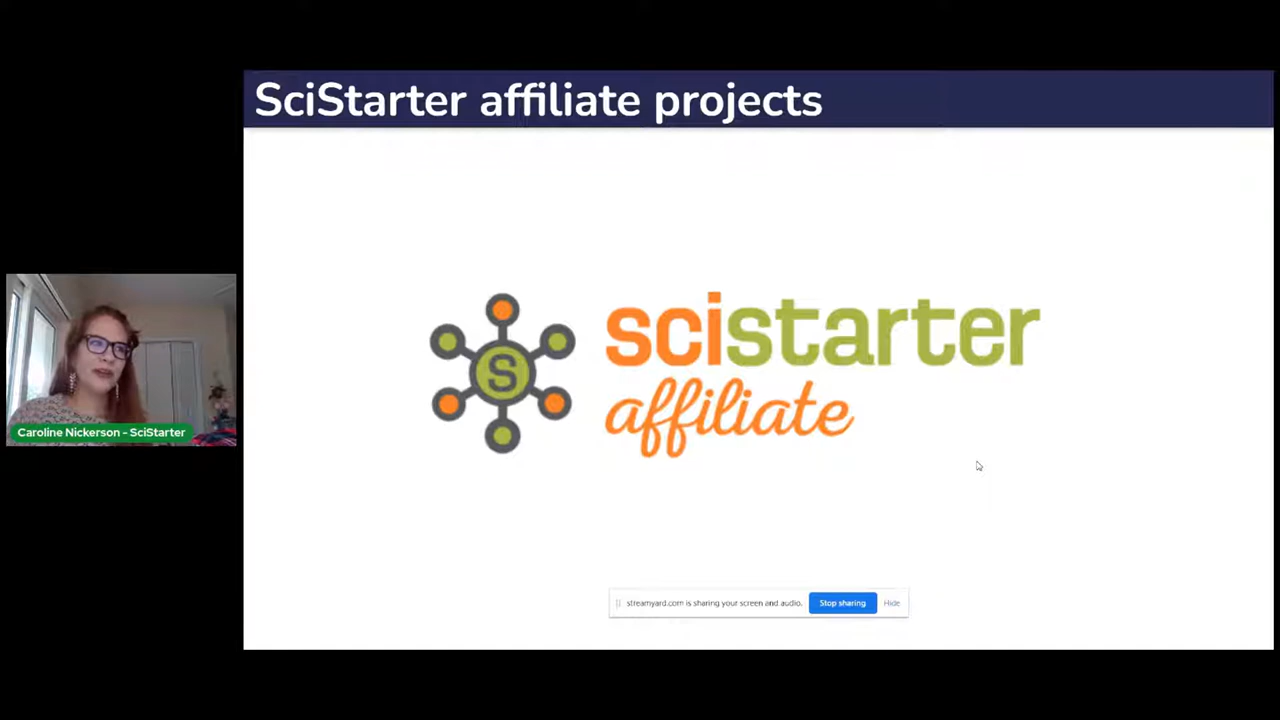 SciStarter affiliate projects
S
scistarter
affiliate
Caroline Nickerson - SciStarter
streamyard.com is sharing your screen and audio. Stop sharing Hide